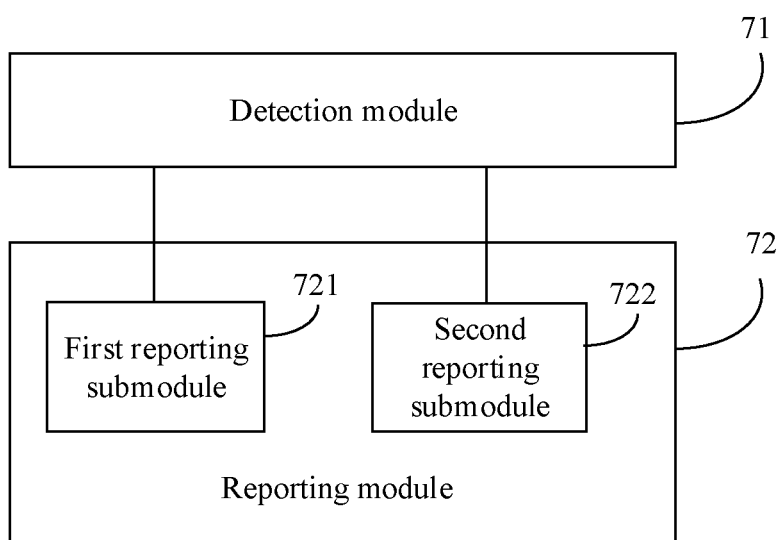 71
Detection module
72
721
722
First reporting
submodule
Second
reporting
submodule
Reporting module